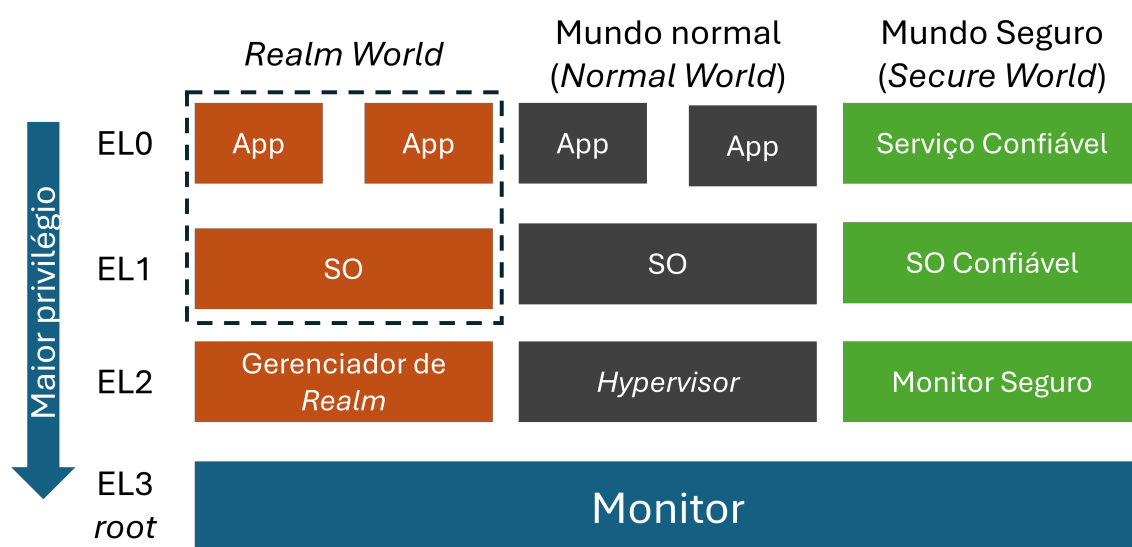 Realm World
Mundo normal
(Normal World)
Mundo Seguro
(Secure World)
Maior privilégio
EL0
App
App
App
App
Serviço Confiável
EL1
SO
SO
SO Confiável
EL2
Gerenciador de
Realm
Hypervisor
Monitor Seguro
EL3
root
Monitor